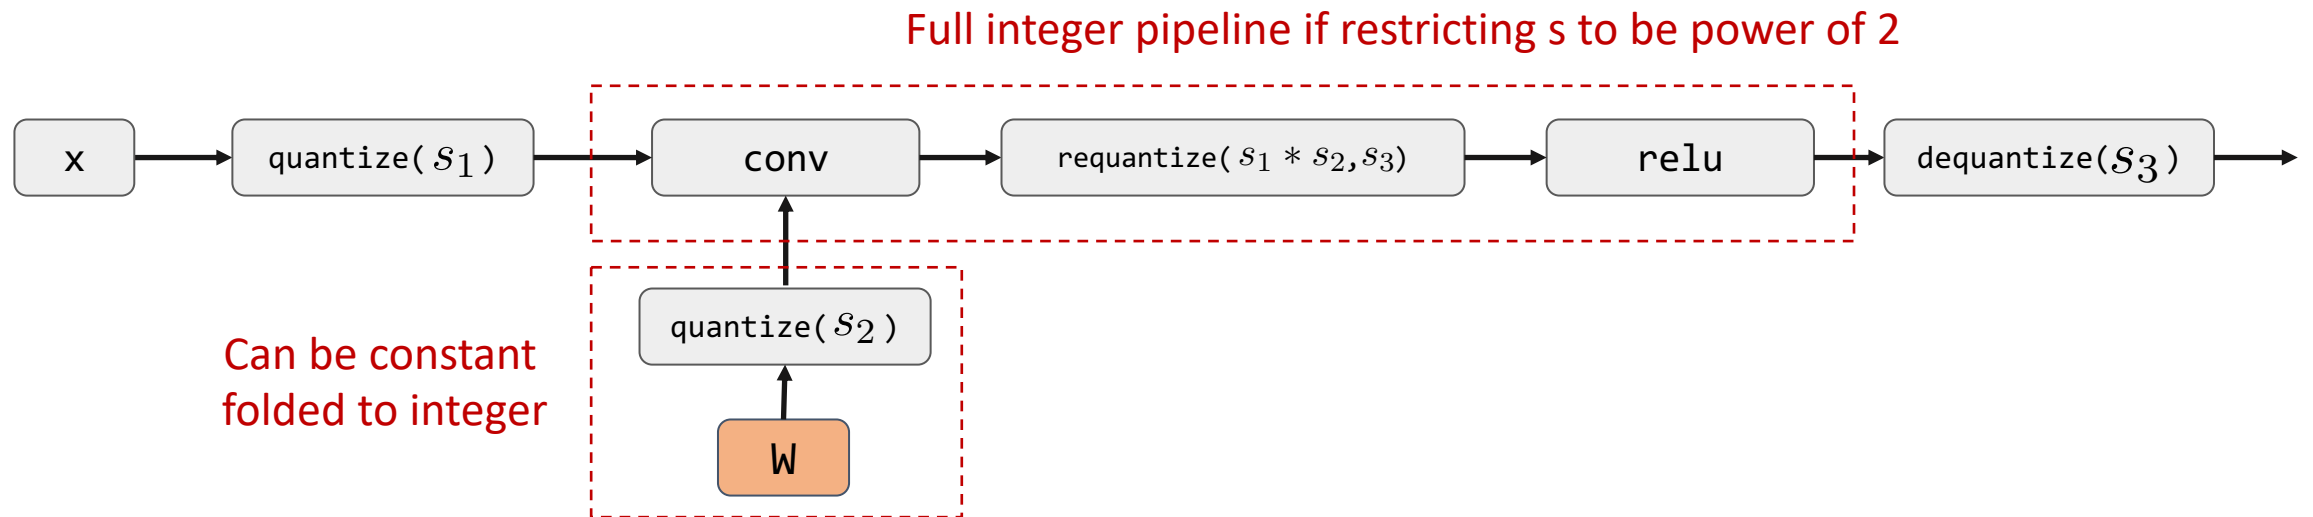 Full integer pipeline if restricting s to be power of 2
x
quantize(s₁)
conv
requantize(s₁ * s₂,s₃)
relu
dequantize(s₃)
quantize(s₂)
Can be constant
folded to integer
W